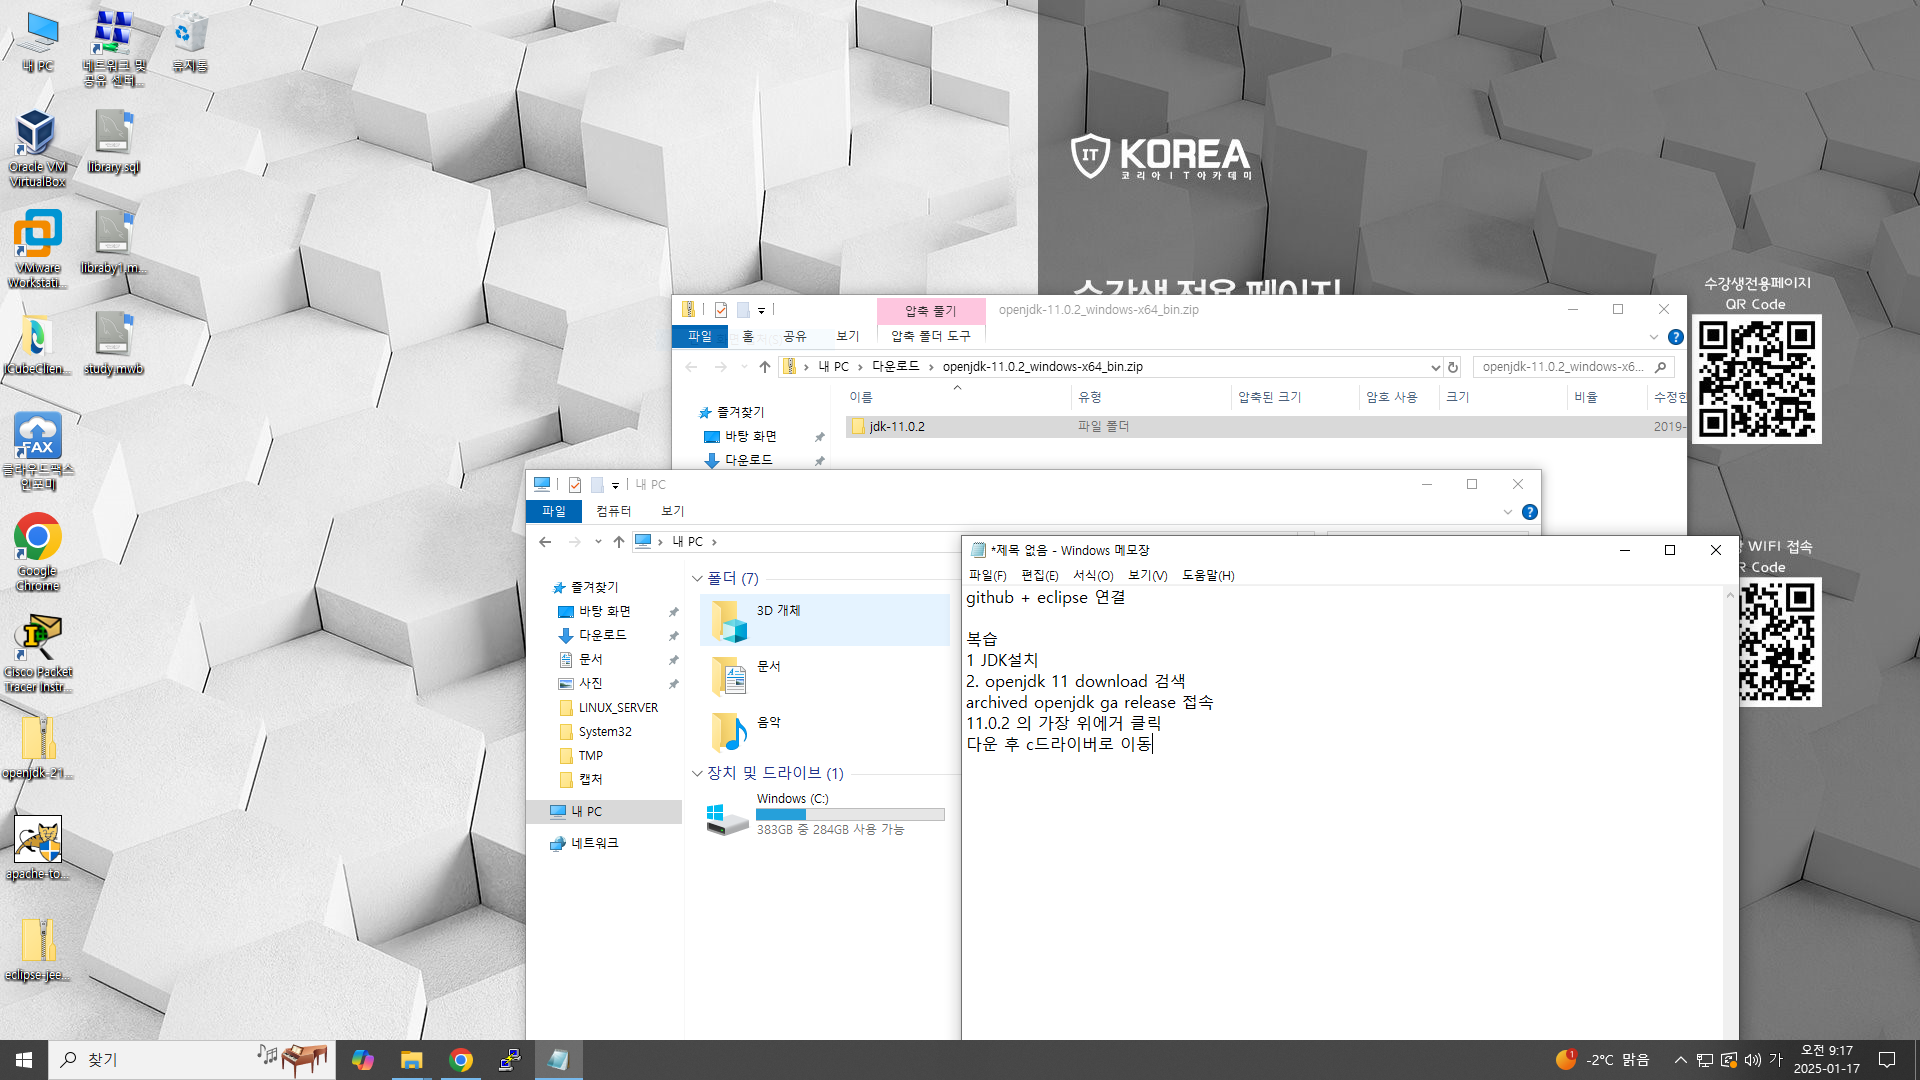 내 PC
네트워크 및
공유 센터...
휴지통
Oracle VM
VirtualBox
library.sql
VMware
Workstati...
libraby1.m...
iCubeClien...
study.mwb
클라우드팩스
인포미
FAX
Google
Chrome
Cisco Packet
Tracer Instr...
openjdk-21...
apache-to...
eclipse-jee...
IT KOREA
코리아IT아카데미
수강생 전용 페이지
수강생전용페이지
QR Code
WIFI 접속
R Code
압축 풀기
openjdk-11.0.2_windows-x64_bin.zip
파일
홈
공유
보기
압축 폴더 도구
내 PC
다운로드
openjdk-11.0.2_windows-x64_bin.zip
openjdk-11.0.2_windows-x6...
이름
유형
압축된 크기
암호 사용
크기
비율
수정한
즐겨찾기
바탕 화면
다운로드
jdk-11.0.2
파일 폴더
2019-
내 PC
파일
컴퓨터
보기
내 PC
즐겨찾기
바탕 화면
다운로드
문서
사진
LINUX_SERVER
System32
TMP
캡처
내 PC
네트워크
폴더 (7)
3D 개체
문서
음악
장치 및 드라이브 (1)
Windows (C:)
383GB 중 284GB 사용 가능
*제목 없음 - Windows 메모장
파일(F) 편집(E) 서식(O) 보기(V) 도움말(H)
github + eclipse 연결
복습
1 JDK설치
2. openjdk 11 download 검색
archived openjdk ga release 접속
11.0.2 의 가장 위에거 클릭
다운 후 c드라이버로 이동
찾기
1
-2°C 맑음
가
오전 9:17
2025-01-17